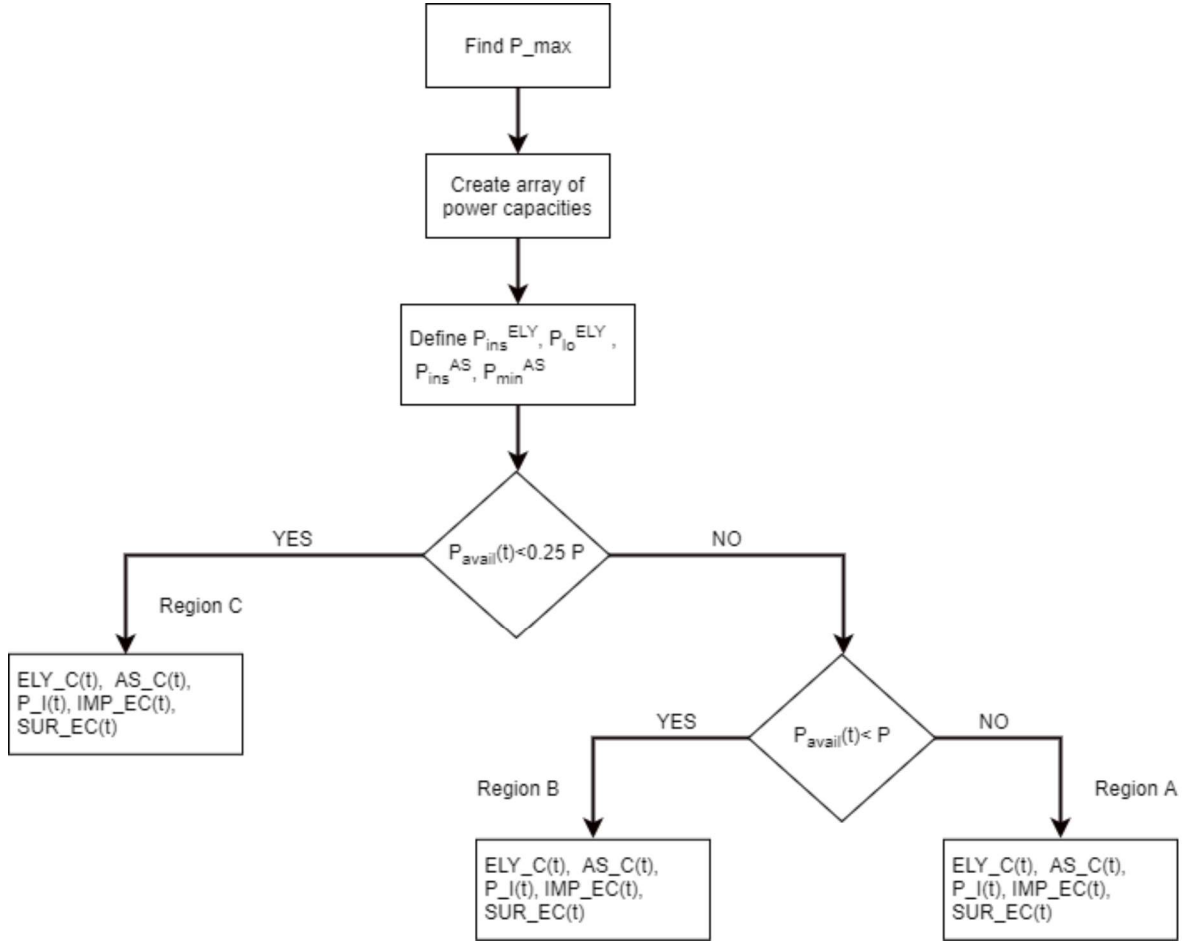 Find P_max
Create array of
power capacities
Define P_ins^ELY, P_lo^ELY ,
P_ins^AS, P_min^AS
YES
P_avail(t)<0.25 P
NO
Region C
ELY_C(t), AS_C(t),
P_I(t), IMP_EC(t),
SUR_EC(t)
YES
P_avail(t)< P
NO
Region B
Region A
ELY_C(t), AS_C(t),
P_I(t), IMP_EC(t),
SUR_EC(t)
ELY_C(t), AS_C(t),
P_I(t), IMP_EC(t),
SUR_EC(t)